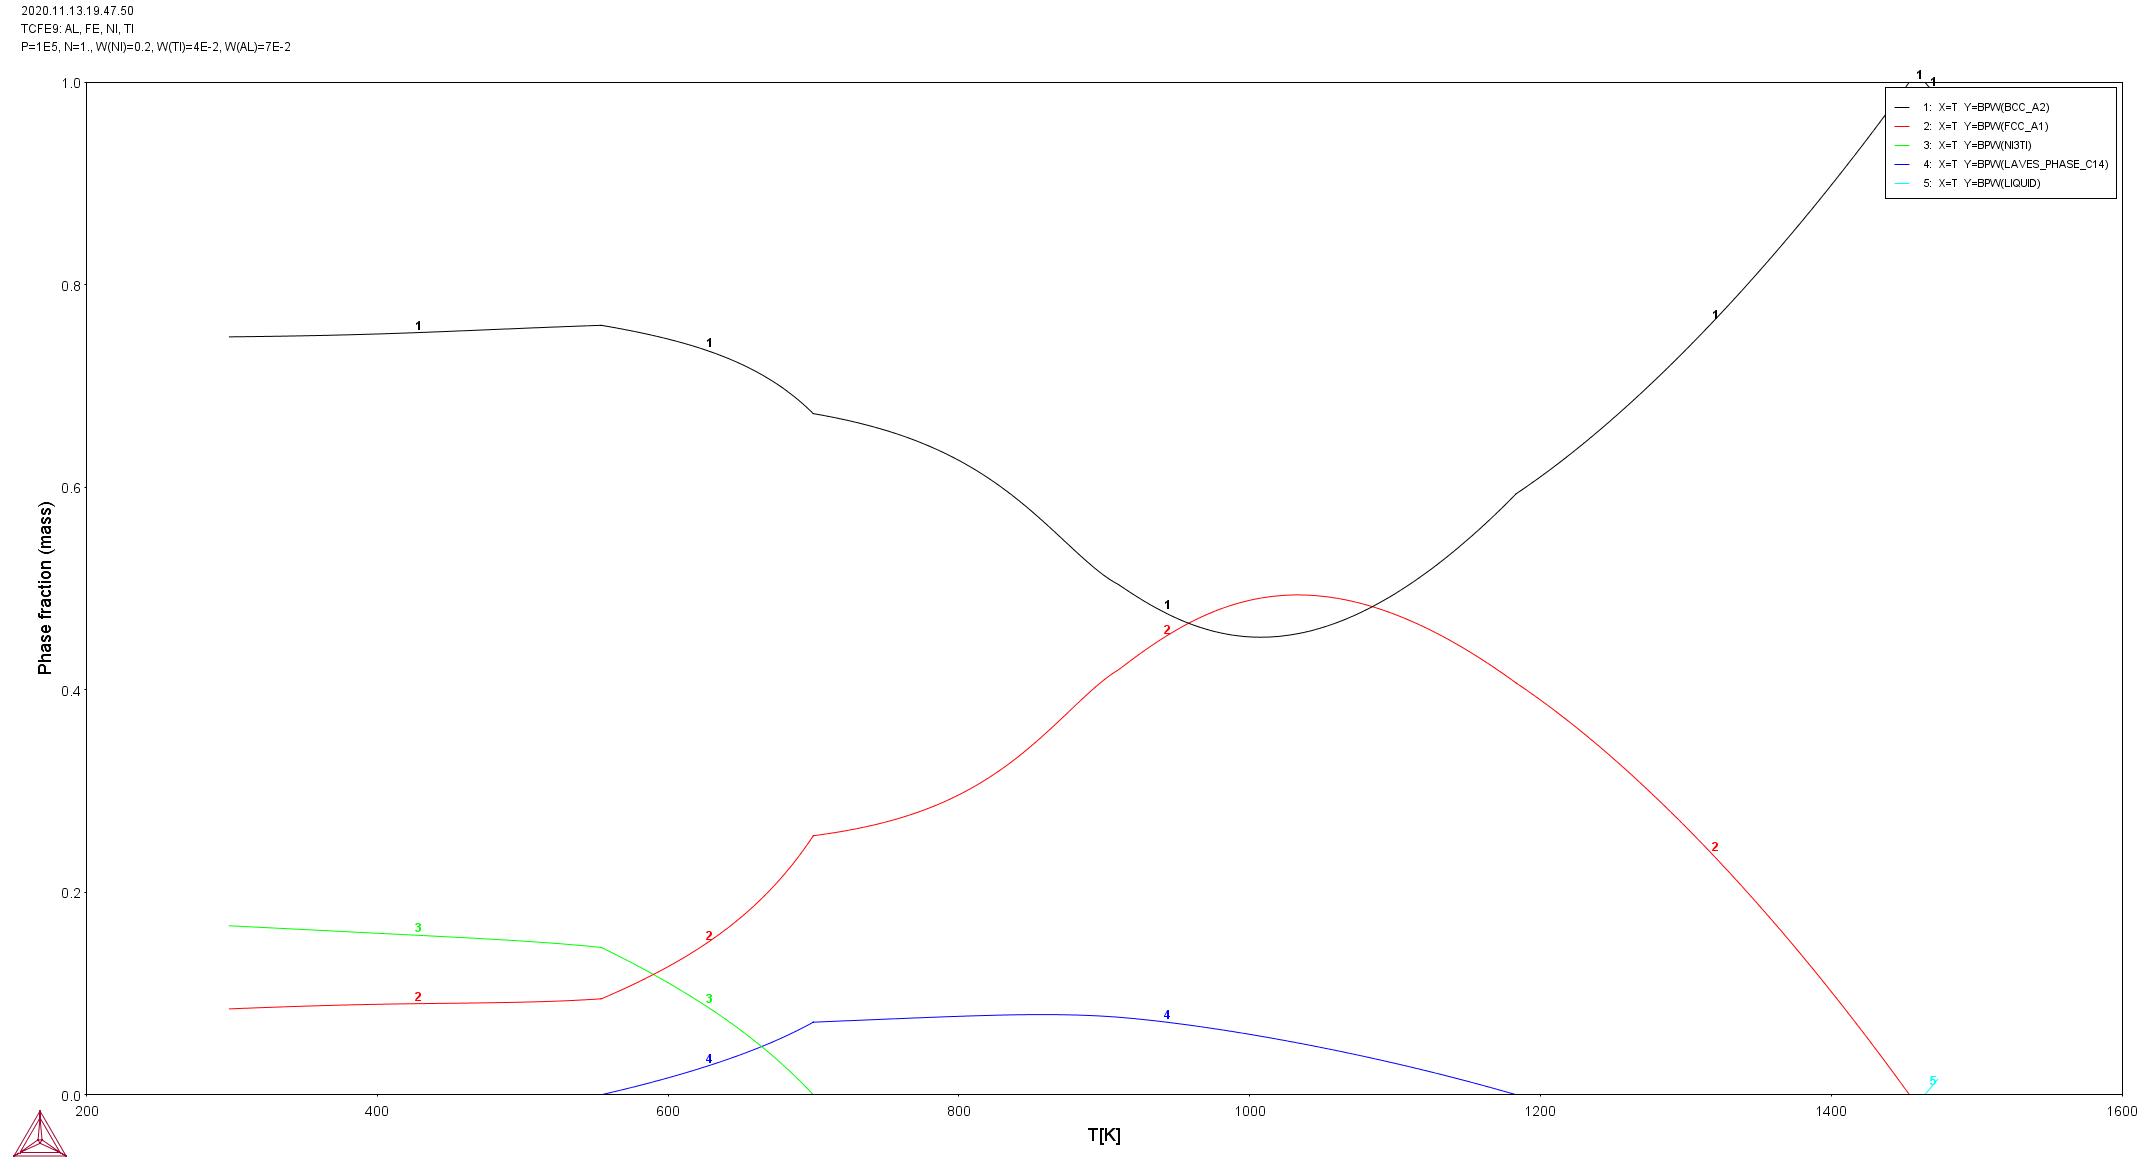 2020.11.13.19.47.50
TCFE9: AL, FE, NI, TI
P=1E5, N=1., W(NI)=0.2, W(TI)=4E-2, W(AL)=7E-2
1 1
1.0
1: X=T Y=BPW(BCC_A2)
2: X=T Y=BPW(FCC_A1)
3: X=T Y=BPW(NI3TI)
4: X=T Y=BPW(LAVES_PHASE_C14)
5: X=T Y=BPW(LIQUID)
0.8
1
1
1
0.6
Phase fraction (mass)
1
2
0.4
2
0.2
3
2
2
3
4
4
5
0.0
200 400 600 800 1000 1200 1400 1600
T[K]